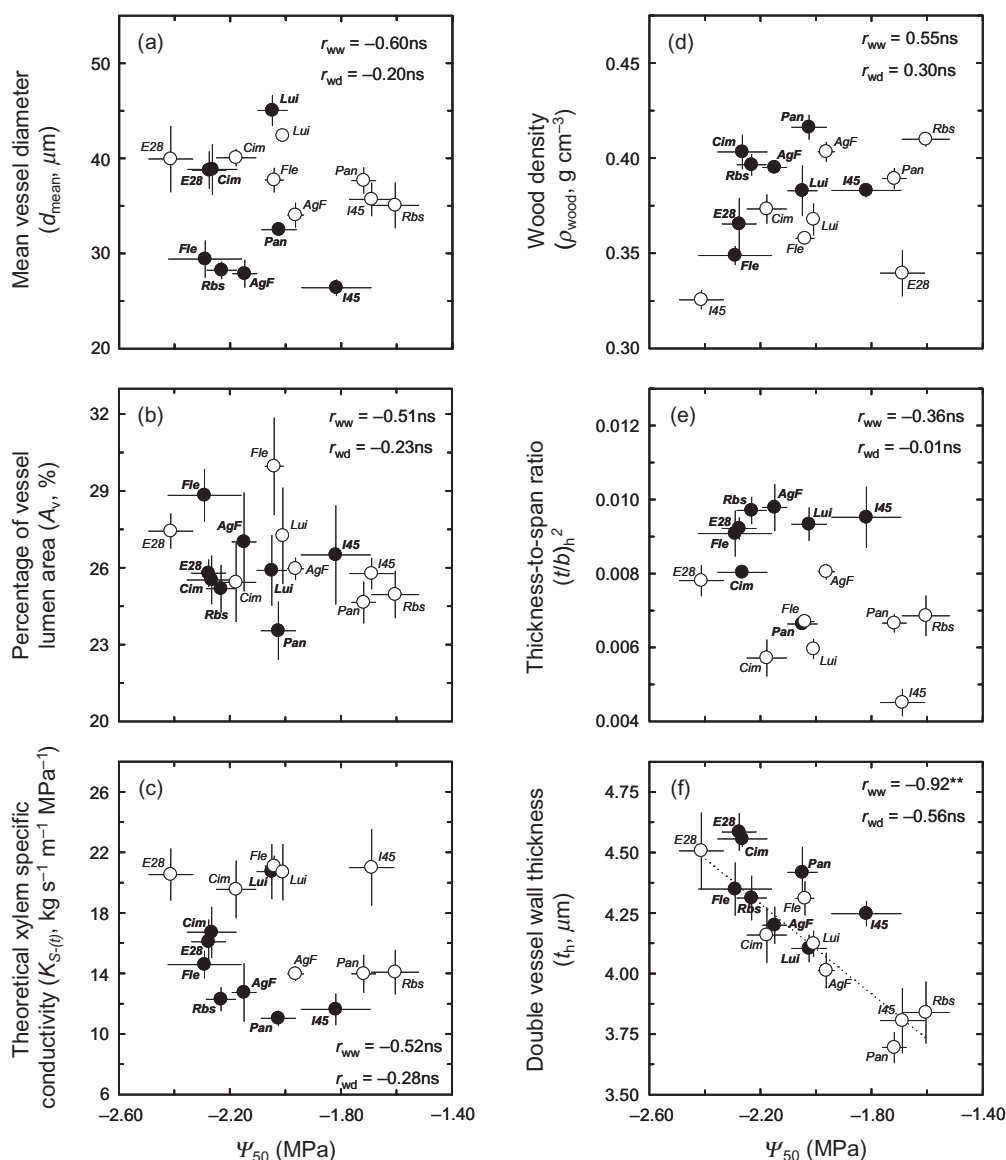 (a)
r_ww = –0.60ns
r_wd = –0.20ns
Mean vessel diameter
(d_mean, μm)
50
40
30
20
Lui
Lui
E28
Cim
E28
Cim
Fle
Pan
I45
Rbs
AgF
Pan
Fle
Rbs
AgF
I45
(d)
r_ww = 0.55ns
r_wd = 0.30ns
Wood density
(ρ_wood, g cm⁻³)
0.45
0.40
0.35
0.30
Pan
Rbs
Cim
AgF
Rbs
AgF
Pan
Lui
I45
Cim
E28
Lui
Fle
Fle
E28
I45
(b)
r_ww = –0.51ns
r_wd = –0.23ns
Percentage of vessel
lumen area (A_v, %)
32
29
26
23
20
Fle
Fle
E28
AgF
Lui
I45
E28
AgF
I45
Cim
Cim
Lui
Rbs
Pan
Rbs
Pan
(e)
r_ww = –0.36ns
r_wd = –0.01ns
Thickness-to-span ratio
(t/b)_h²
0.012
0.010
0.008
0.006
0.004
Rbs
AgF
I45
E28
Lui
Fle
E28
Cim
AgF
Fle
Pan
Pan
Rbs
Cim
Lui
I45
(c)
Theoretical xylem specific
conductivity (K_S-(t), kg s⁻¹ m⁻¹ MPa⁻¹)
26
22
18
14
10
6
E28
Fle
Lui
Lui
I45
Cim
Cim
E28
Fle
AgF
Pan
Rbs
AgF
Rbs
Pan
I45
r_ww = –0.52ns
r_wd = –0.28ns
–2.60
–2.20
–1.80
–1.40
Ψ₅₀ (MPa)
(f)
r_ww = –0.92**
r_wd = –0.56ns
Double vesssel wall thickness
(t_h, μm)
4.75
4.50
4.25
4.00
3.75
3.50
E28
E28
Cim
Pan
Fle
Rbs
Fle
I45
AgF
Cim
Lui
Lui
AgF
I45
Rbs
Pan
–2.60
–2.20
–1.80
–1.40
Ψ₅₀ (MPa)